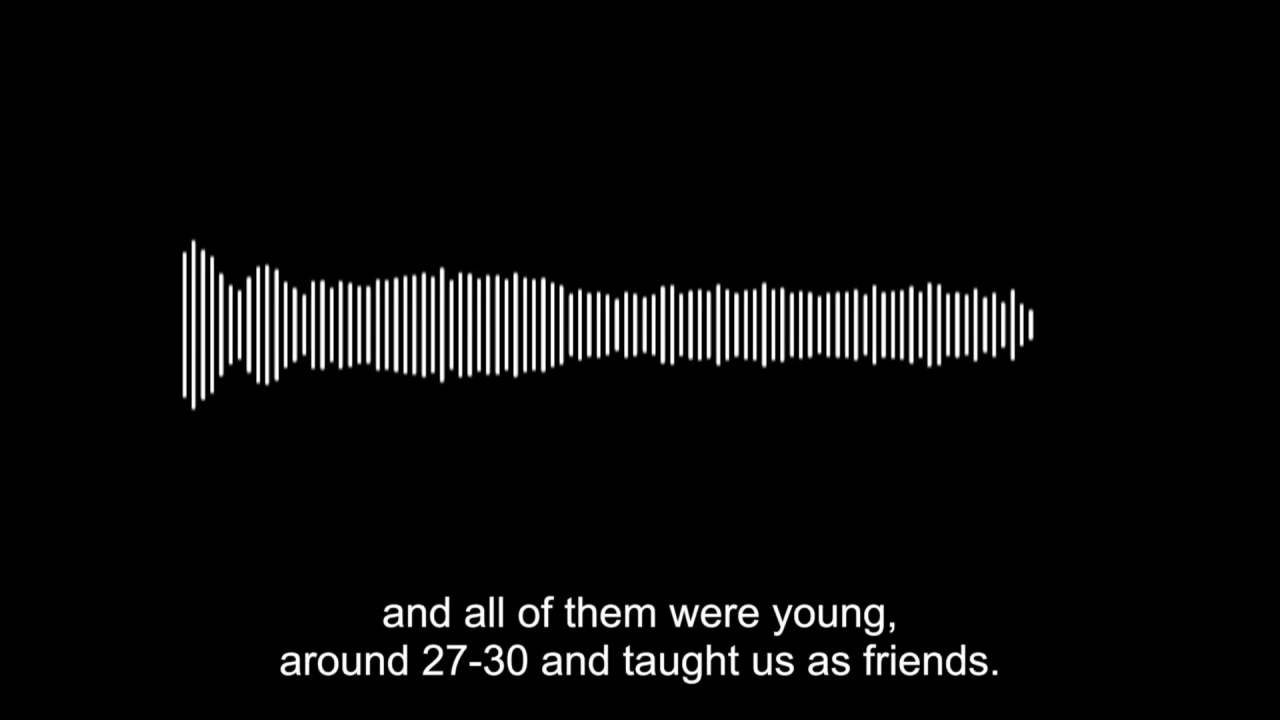 and all of them were young,
around 27-30 and taught us as friends.